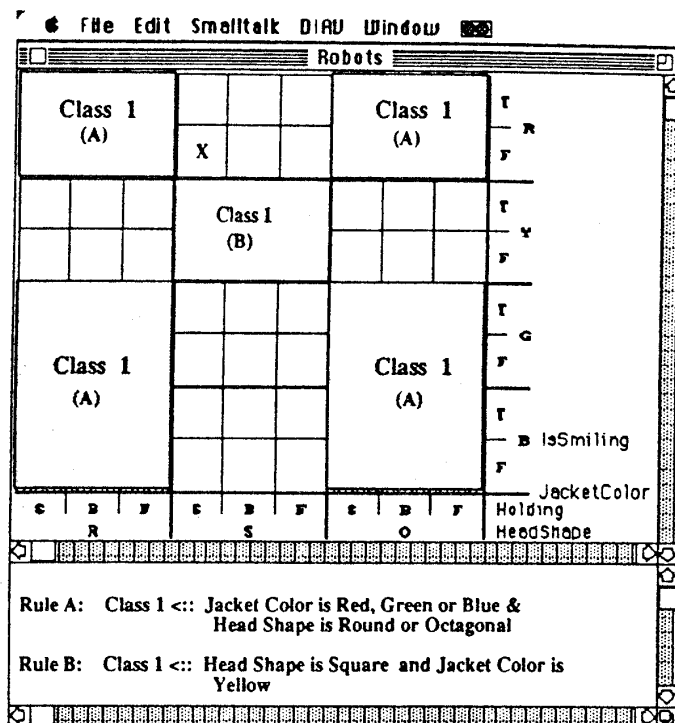 File Edit Smalltalk DIAV Window
Robots
Class 1 Class 1 T
(A) (A) R
X F
Class 1 T
(B) Y
F
T
G
Class 1 Class 1 F
(A) (A)
T
B IsSmiling
F
JacketColor
S B F S B F S B F Holding
R S O HeadShape
Rule A: Class 1 <:: Jacket Color is Red, Green or Blue &
Head Shape is Round or Octagonal
Rule B: Class 1 <:: Head Shape is Square and Jacket Color is
Yellow